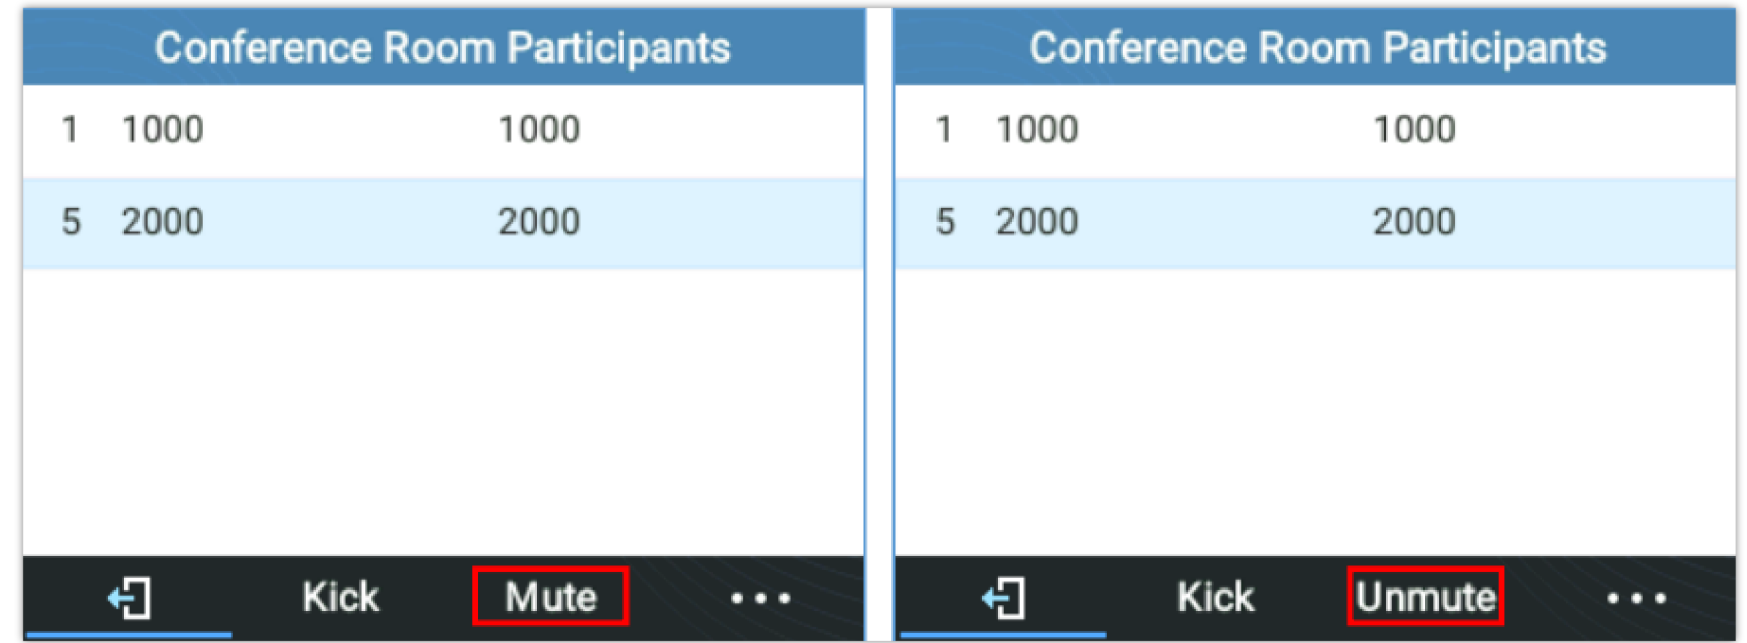 Conference Room Participants
1 1000 1000
5 2000 2000
Kick Mute ...
Conference Room Participants
1 1000 1000
5 2000 2000
Kick Unmute ...